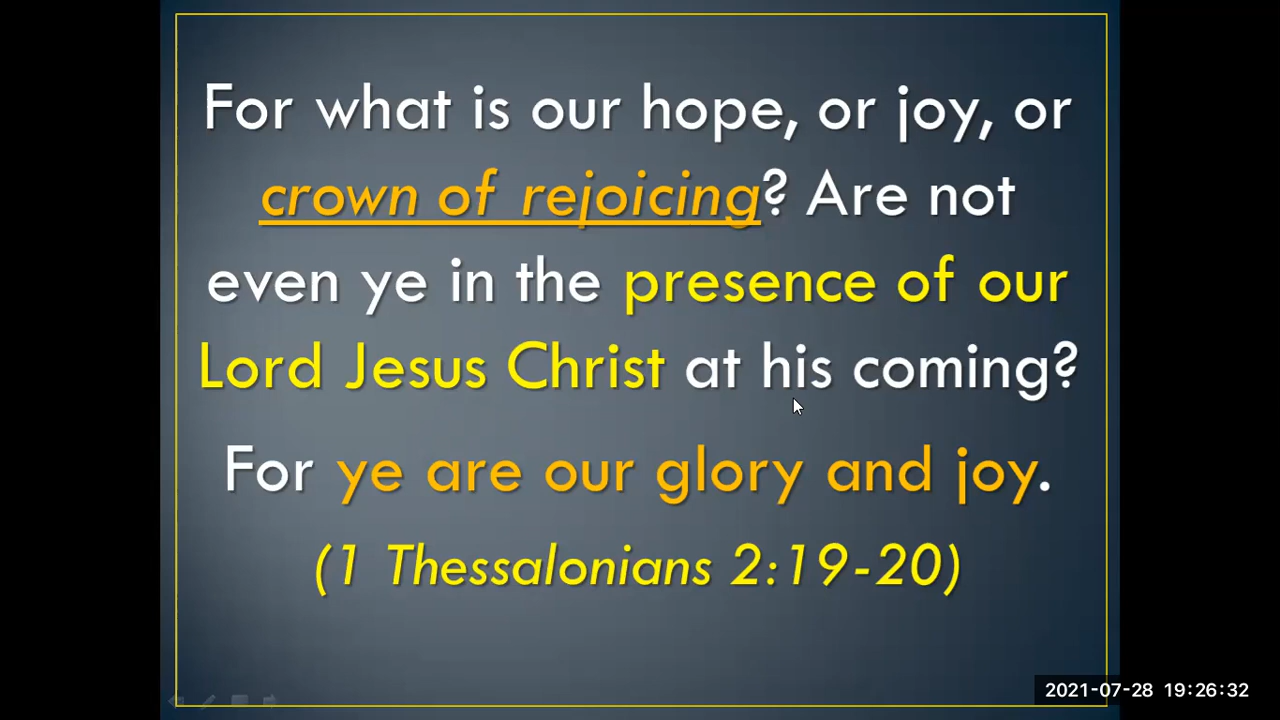 For what is our hope, or joy, or
crown of rejoicing? Are not
even ye in the presence of our
Lord Jesus Christ at his coming?
For ye are our glory and joy.
(1 Thessalonians 2:19-20)
2021-07-28 19:26:32